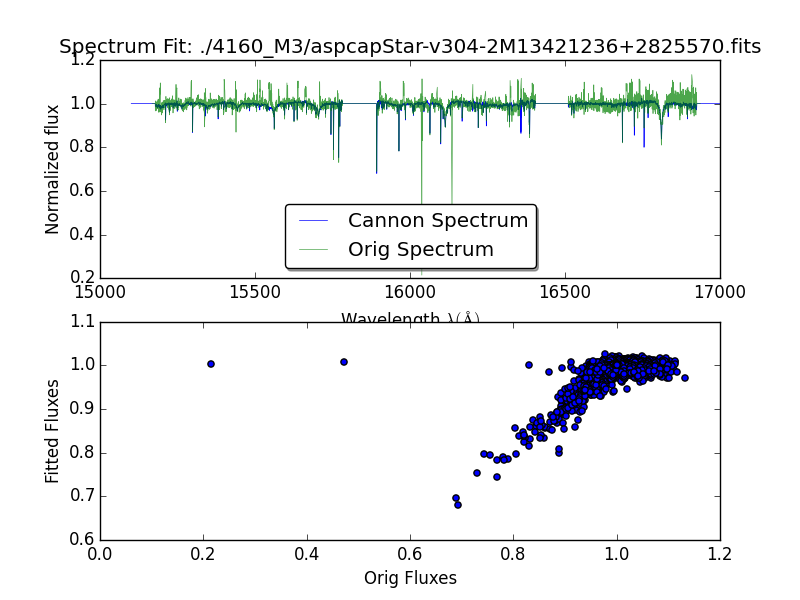 Spectrum Fit: ./4160_M3/aspcapStar-v304-2M13421236+2825570.fits
1.2
1.0
0.8
0.6
0.4
0.2
Normalized flux
Cannon Spectrum
Orig Spectrum
15000 15500 16000 16500 17000
Wavelength λ(Å)
1.1
1.0
0.9
0.8
0.7
0.6
Fitted Fluxes
0.0 0.2 0.4 0.6 0.8 1.0 1.2
Orig Fluxes